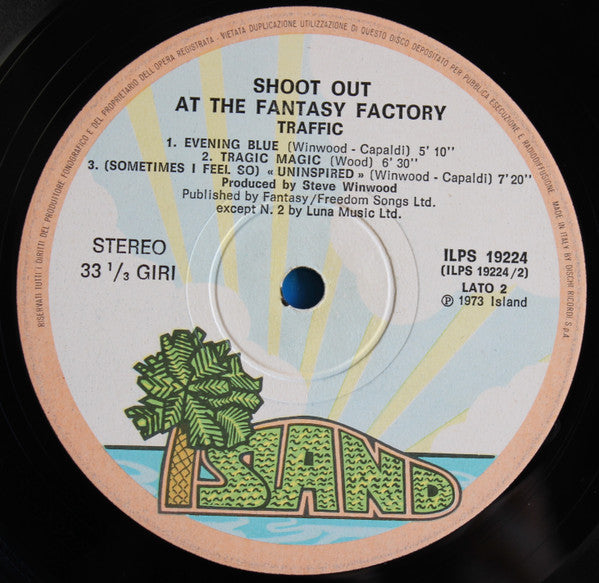 RISERVATI TUTTI I DIRITTI DEL PRODUTTORE FONOGRAFICO E DEL PROPRIETARIO DELL'OPERA REGISTRATA - VIETATA DUPLICAZIONE UTILIZZAZIONE DI QUESTO DISCO DEPOSITATO PER PUBBLICA ESECUZIONE E RADIODIFFUSIONE. MADE IN ITALY BY DISCHI RICORDI S.p.A.
SHOOT OUT
AT THE FANTASY FACTORY
TRAFFIC
1. EVENING BLUE (Winwood - Capaldi) 5' 10''
2. TRAGIC MAGIC (Wood) 6' 30''
3. (SOMETIMES I FEEL SO) « UNINSPIRED » (Winwood - Capaldi) 7' 20''
Produced by Steve Winwood
Published by Fantasy/Freedom Songs Ltd.
except N. 2 by Luna Music Ltd.
STEREO
33 1/3 GIRI
ILPS 19224
(ILPS 19224/2)
LATO 2
℗ 1973 Island
ISLAND